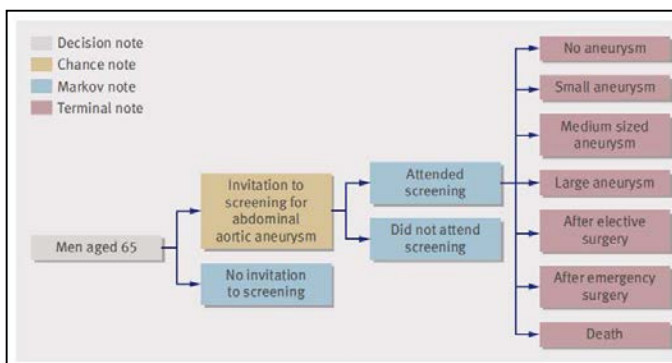 Decision note
Chance note
Markov note
Terminal note
Men aged 65
Invitation to
screening for
abdominal
aortic aneurysm
No invitation
to screening
Attended
screening
Did not attend
screening
No aneurysm
Small aneurysm
Medium sized
aneurysm
Large aneurysm
After elective
surgery
After emergency
surgery
Death